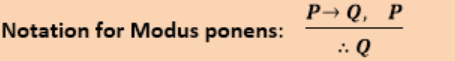 Notation for Modus ponens:
P→ Q, P
∴ Q